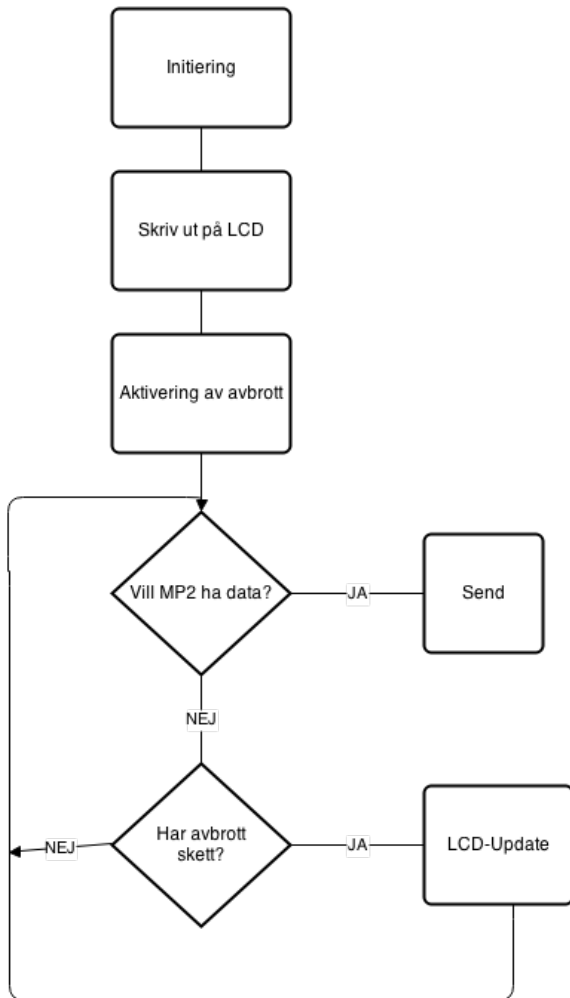 Initiering
Skriv ut på LCD
Aktivering av avbrott
Vill MP2 ha data?
JA
Send
NEJ
Har avbrott
skett?
NEJ
JA
LCD-Update